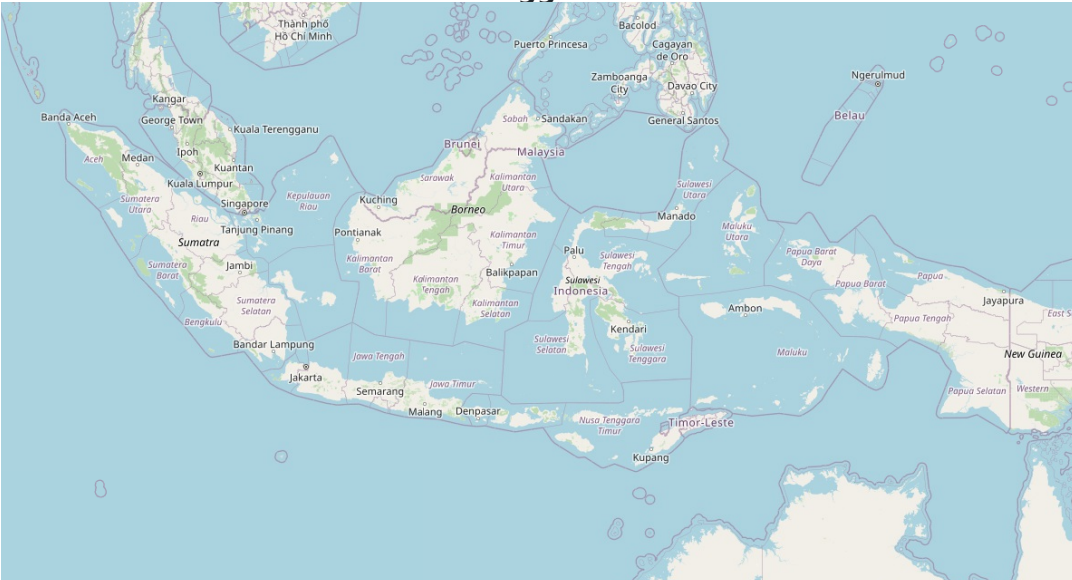 Thành phố
Hồ Chí Minh
Bacolod
Puerto Princesa
Cagayan
de Oro
Zamboanga
City
Davao City
Ngerulmud
Kangar
Banda Aceh
George Town
Kuala Terengganu
Sabah
Sandakan
General Santos
Belau
Ipoh
Brunei
Malaysia
Aceh
Medan
Kuantan
Kuala Lumpur
Sarawak
Kalimantan
Utara
Sulawesi
Utara
Sumatera
Utara
Kepulauan
Riau
Kuching
Singapore
Riau
Borneo
Manado
Tanjung Pinang
Pontianak
Maluku
Utara
Sumatra
Kalimantan
Timur
Palu
Papua Barat
Daya
Sumatera
Barat
Jambi
Kalimantan
Barat
Sulawesi
Tengah
Balikpapan
Papua
Kalimantan
Tengah
Sulawesi
Indonesia
Papua Barat
Sumatera
Selatan
Kalimantan
Selatan
Jayapura
Ambon
East S
Bengkulu
Papua Tengah
Kendari
Bandar Lampung
Sulawesi
Selatan
Sulawesi
Tenggara
Maluku
New Guinea
Jawa Tengah
Jakarta
Jawa Timur
Semarang
Papua Selatan
Western
Malang
Denpasar
Nusa Tenggara
Timur
Timor-Leste
Kupang